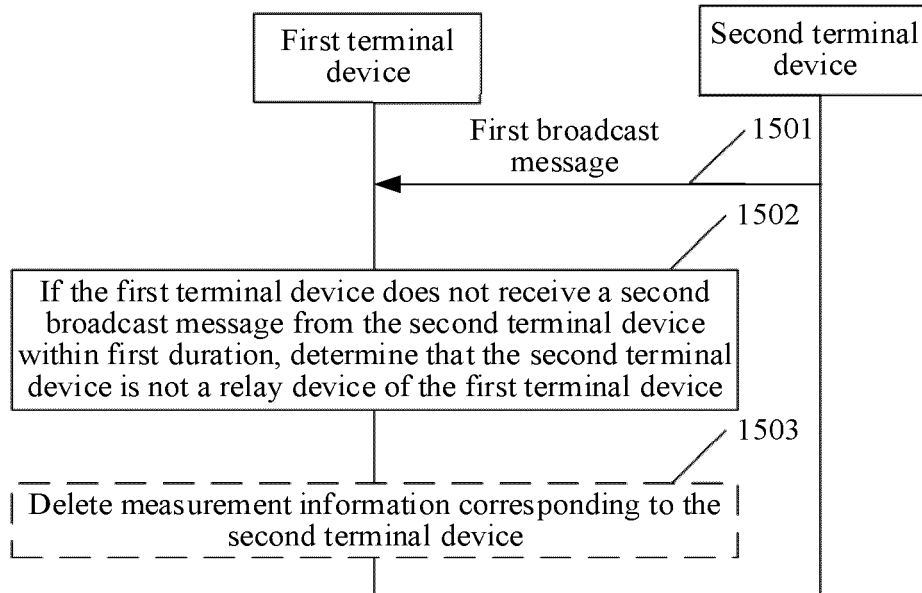 First terminal
device
Second terminal
device
First broadcast
message
1501
1502
If the first terminal device does not receive a second
broadcast message from the second terminal device
within first duration, determine that the second terminal
device is not a relay device of the first terminal device
1503
Delete measurement information corresponding to the
second terminal device